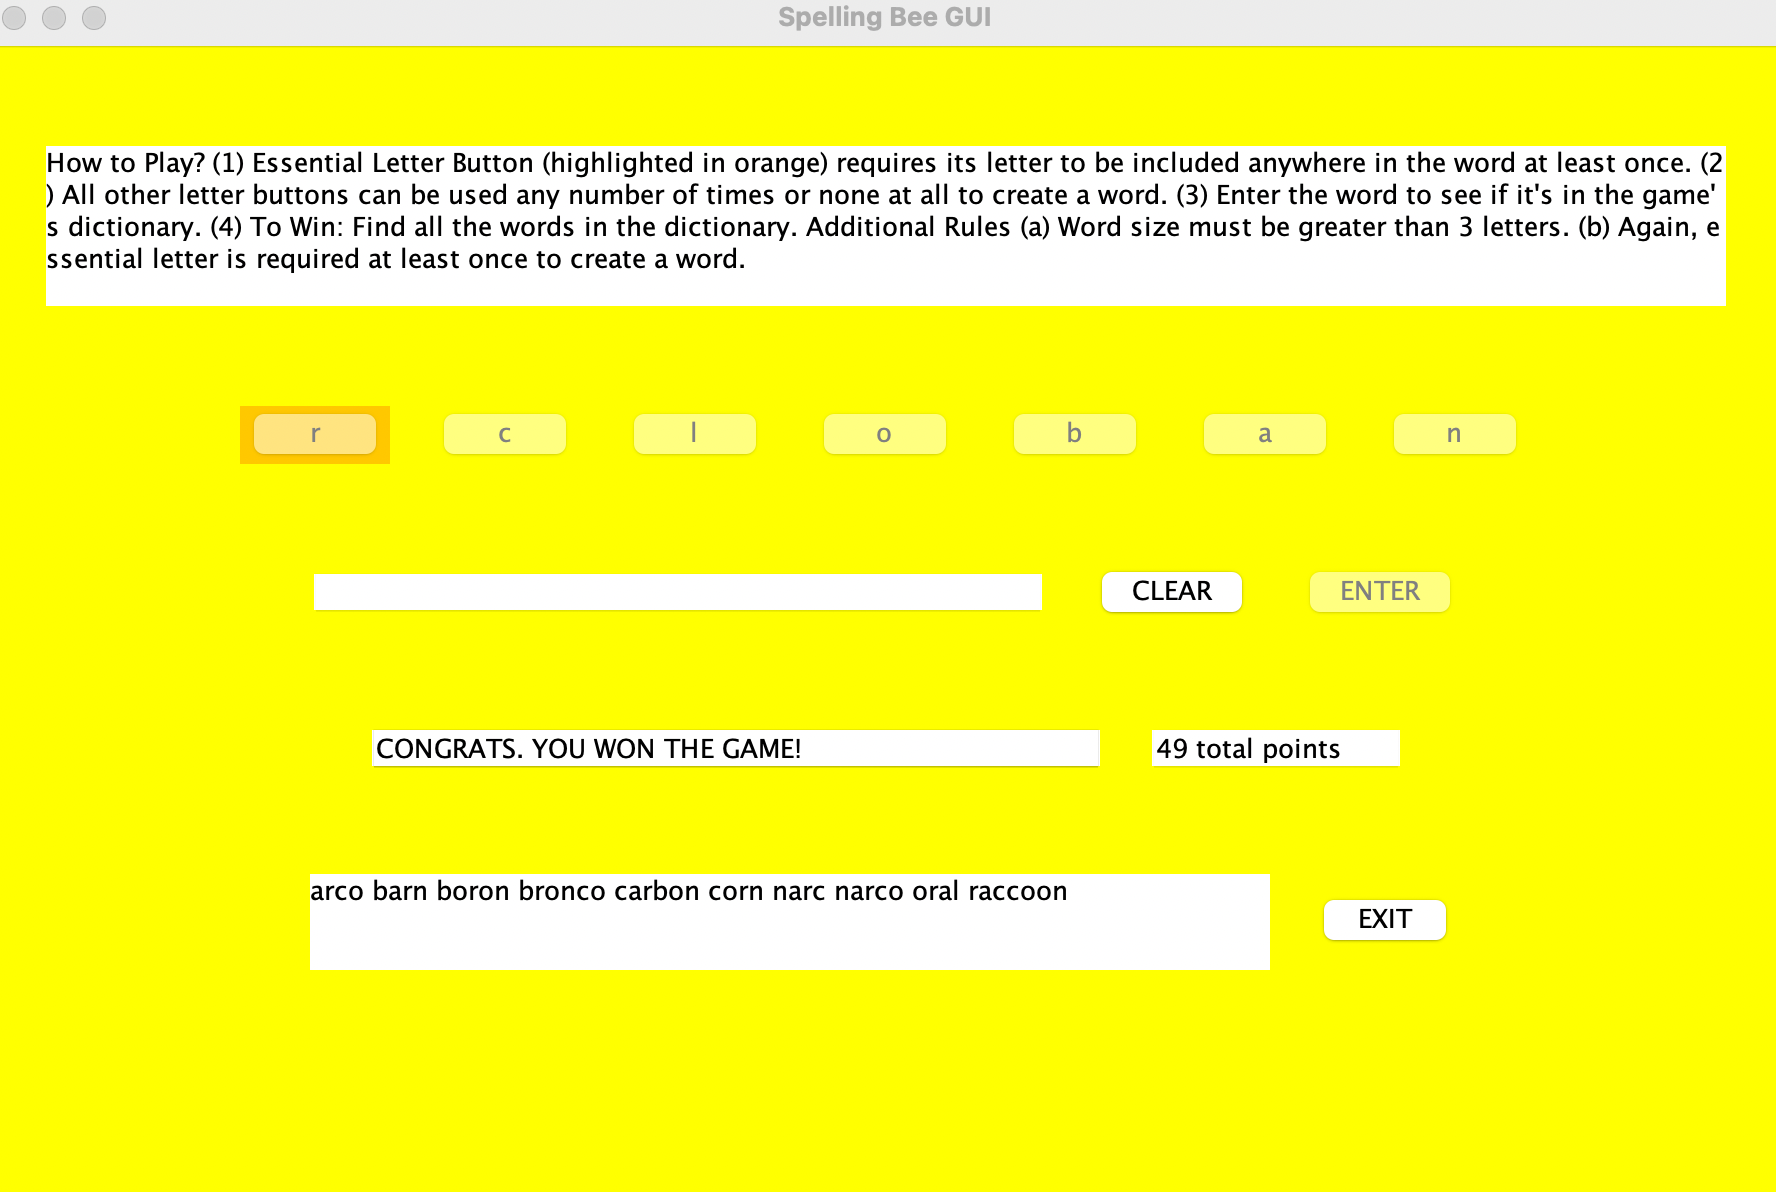 Spelling Bee GUI
How to Play? (1) Essential Letter Button (highlighted in orange) requires its letter to be included anywhere in the word at least once. (2
) All other letter buttons can be used any number of times or none at all to create a word. (3) Enter the word to see if it's in the game'
s dictionary. (4) To Win: Find all the words in the dictionary. Additional Rules (a) Word size must be greater than 3 letters. (b) Again, e
ssential letter is required at least once to create a word.
r c l o b a n
CLEAR ENTER
CONGRATS. YOU WON THE GAME! 49 total points
arco barn boron bronco carbon corn narc narco oral raccoon
EXIT